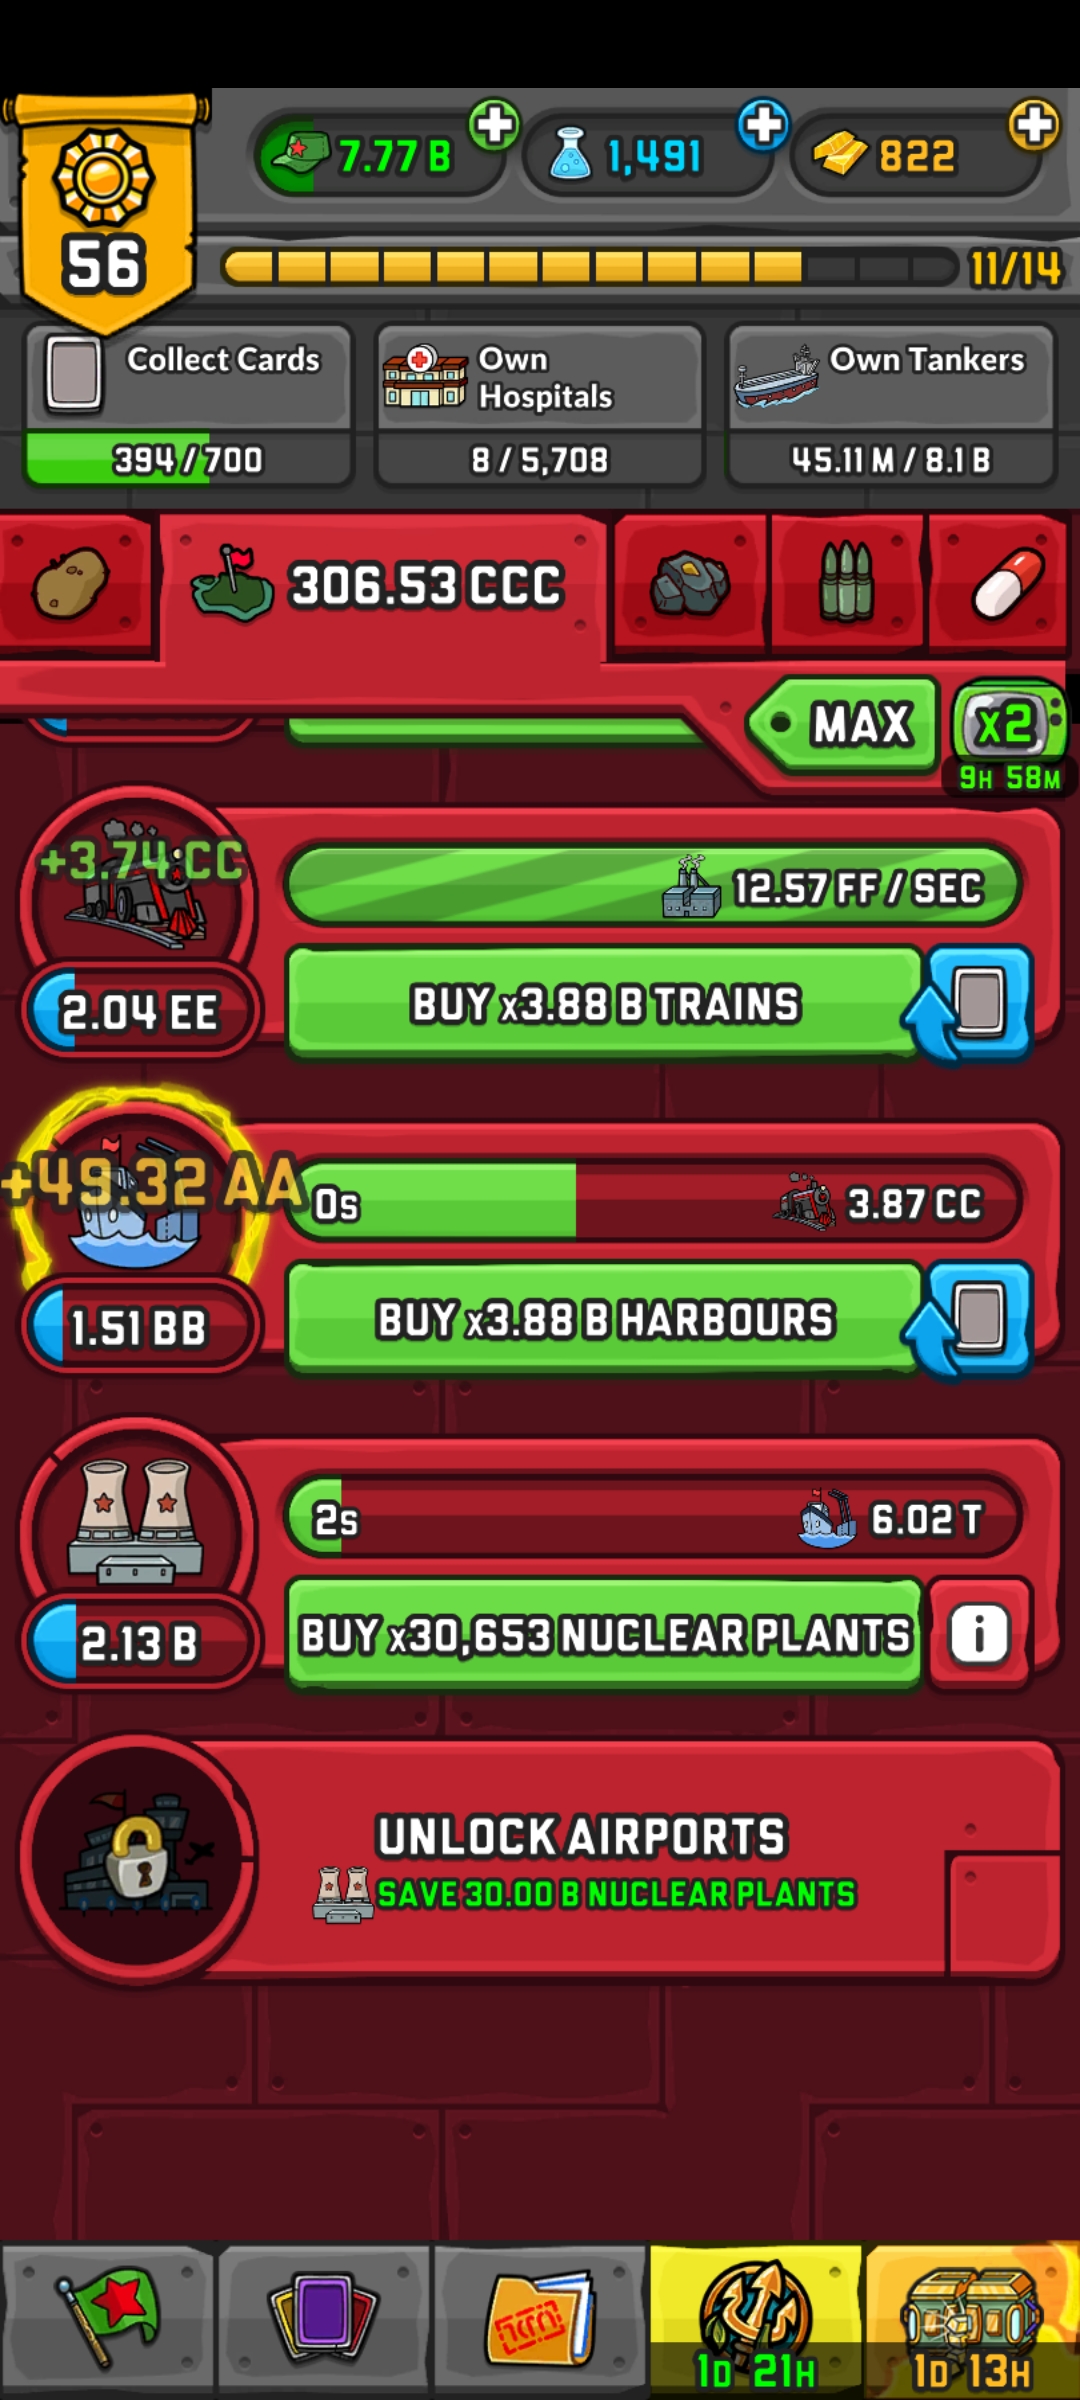 7.77 B
1,491
822
56
11/14
Collect Cards
394/700
Own
Hospitals
8/5,708
Own Tankers
45.11 M/8.1 B
306.53 CCC
MAX
x2
9H 58M
+3.74 CC
12.57 FF/SEC
2.04 EE
BUY x3.88 B TRAINS
+49.32 AA
0s
3.87 CC
1.51 BB
BUY x3.88 B HARBOURS
2s
6.02 T
2.13 B
BUY x30,653 NUCLEAR PLANTS
i
UNLOCK AIRPORTS
SAVE 30.00 B NUCLEAR PLANTS
1D 21H
1D 13H